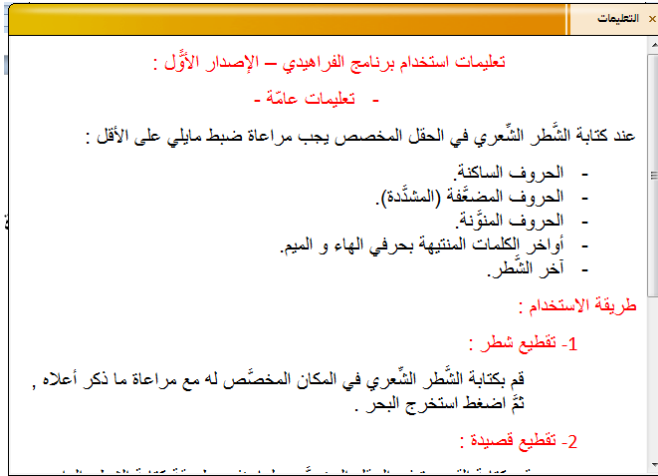 التعليمات
تعليمات استخدام برنامج الفراهيدي – الإصدار الأوَّل :
- تعليمات عامّة -
عند كتابة الشَّطر الشِّعري في الحقل المخصص يجب مراعاة ضبط مايلي على الأقل :
- الحروف الساكنة.
- الحروف المضعَّفة (المشدَّدة).
- الحروف المنوَّنة.
- أواخر الكلمات المنتيهة بحرفي الهاء و الميم.
- آخر الشَّطر.
طريقة الاستخدام :
1- تقطيع شطر :
قم بكتابة الشَّطر الشِّعري في المكان المخصَّص له مع مراعاة ما ذكر أعلاه ,
ثمَّ اضغط استخرج البحر .
2- تقطيع قصيدة :